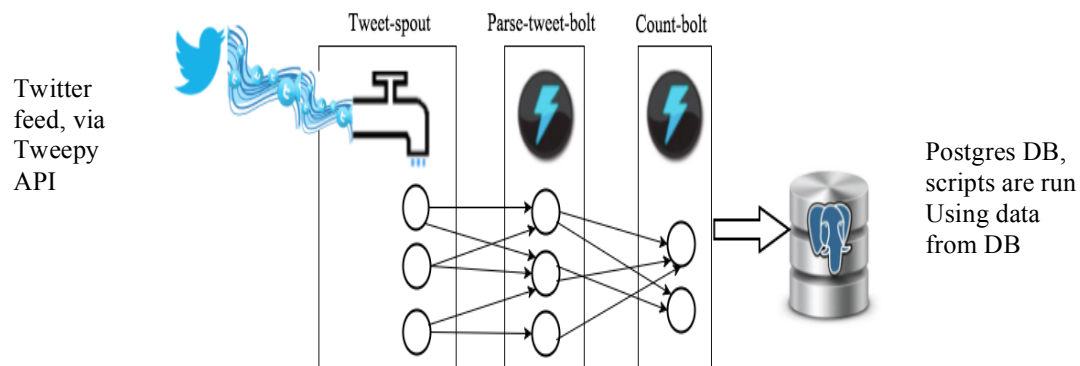 Tweet-spout
Parse-tweet-bolt
Count-bolt
Twitter
feed, via
Tweepy
API
Postgres DB,
scripts are run
Using data
from DB